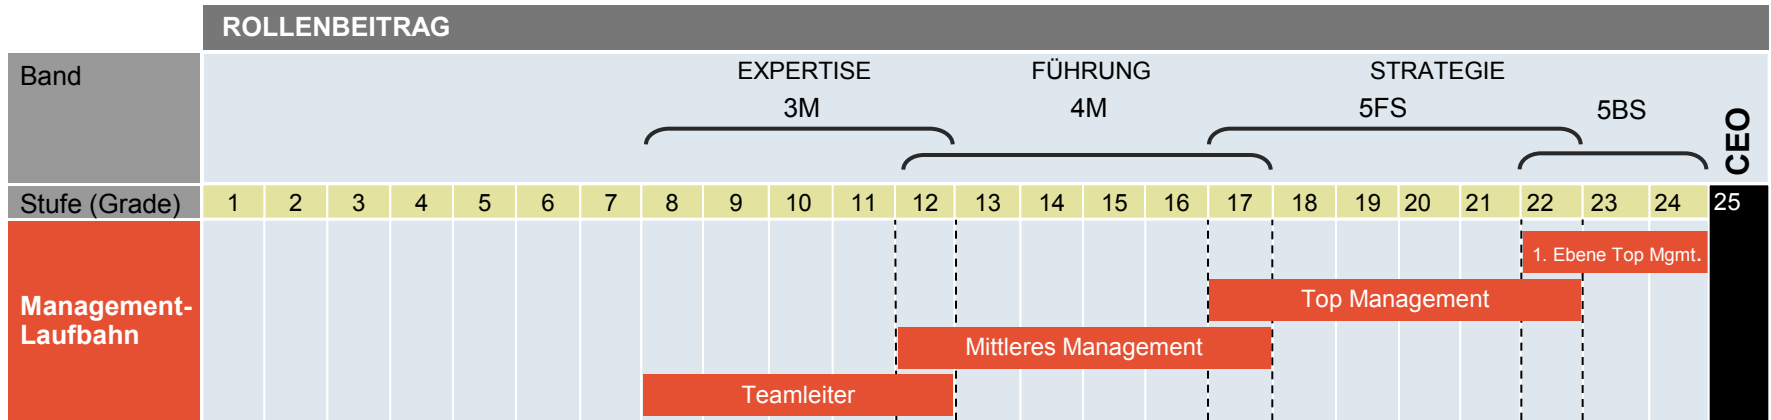 ROLLENBEITRAG
Band
EXPERTISE FÜHRUNG STRATEGIE
3M 4M 5FS 5BS
CEO
Stufe (Grade) 1 2 3 4 5 6 7 8 9 10 11 12 13 14 15 16 17 18 19 20 21 22 23 24 25
Management-
Laufbahn
1. Ebene Top Mgmt.
Top Management
Mittleres Management
Teamleiter